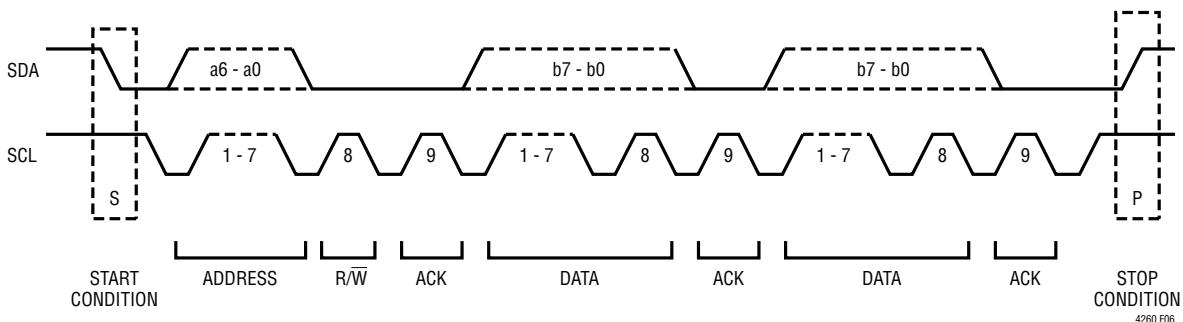 SDA
a6 - a0
b7 - b0
b7 - b0
SCL
1 - 7
8
9
1 - 7
8
9
1 - 7
8
9
S
P
START
CONDITION
ADDRESS
R/W̅
ACK
DATA
ACK
DATA
ACK
STOP
CONDITION
4260 F06